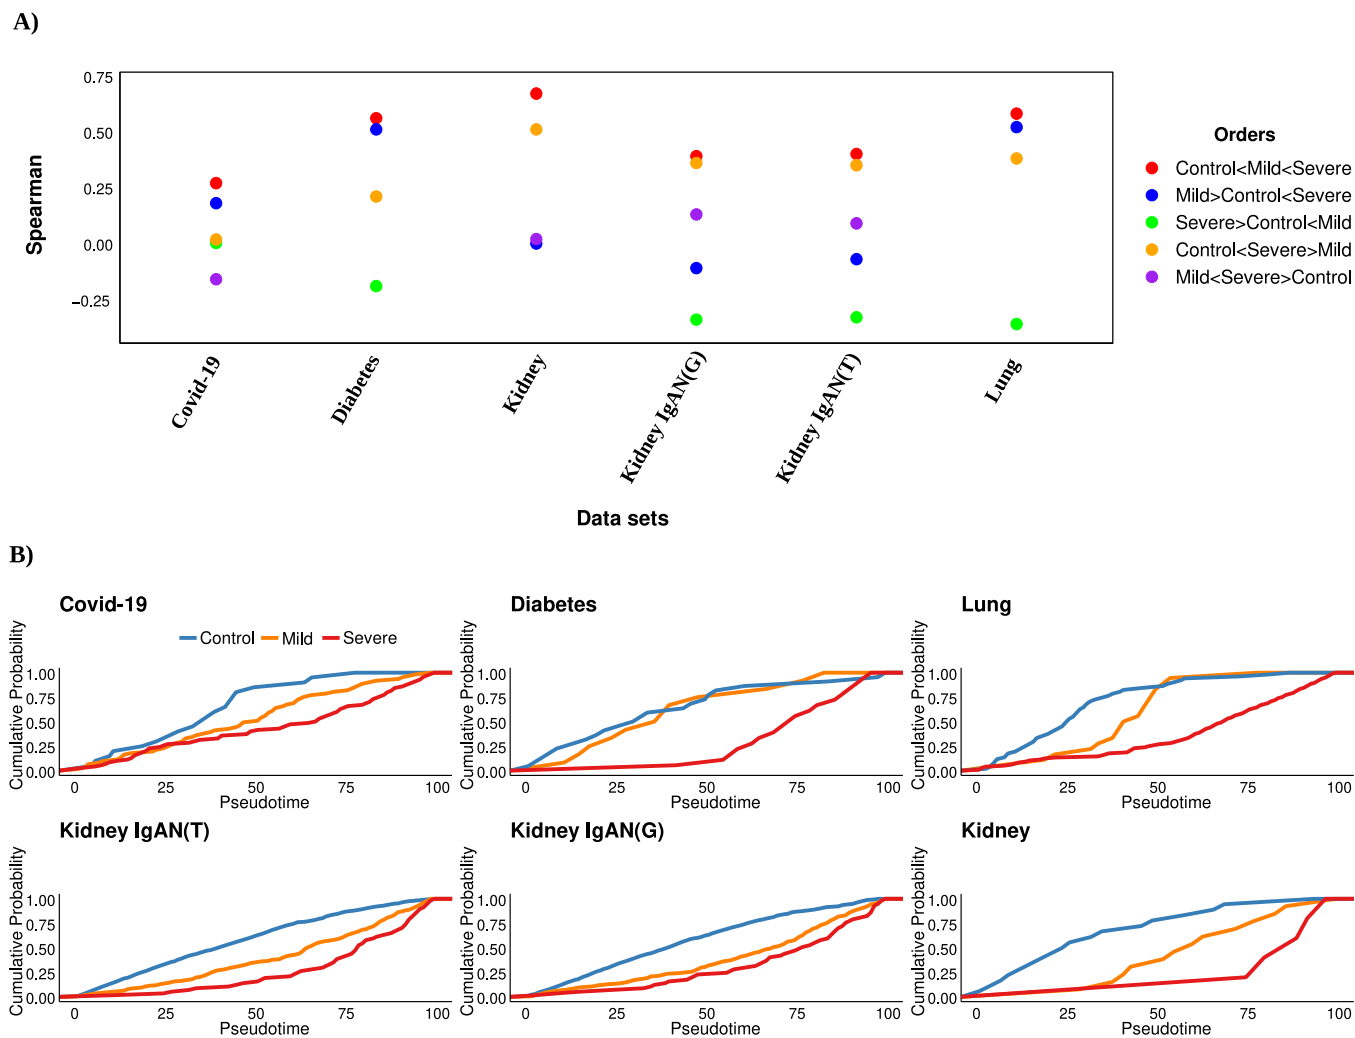 A)
Spearman
0.75
0.50
0.25
0.00
−0.25
Covid-19
Diabetes
Kidney
Kidney IgAN(G)
Kidney IgAN(T)
Lung
Data sets
Orders
Control<Mild<Severe
Mild>Control<Severe
Severe>Control<Mild
Control<Severe>Mild
Mild<Severe>Control
B)
Covid-19
Control Mild Severe
Cumulative Probability
1.00
0.75
0.50
0.25
0.00
0 25 50 75 100
Pseudotime
Diabetes
Cumulative Probability
1.00
0.75
0.50
0.25
0.00
0 25 50 75 100
Pseudotime
Lung
Cumulative Probability
1.00
0.75
0.50
0.25
0.00
0 25 50 75 100
Pseudotime
Kidney IgAN(T)
Cumulative Probability
1.00
0.75
0.50
0.25
0.00
0 25 50 75 100
Pseudotime
Kidney IgAN(G)
Cumulative Probability
1.00
0.75
0.50
0.25
0.00
0 25 50 75 100
Pseudotime
Kidney
Cumulative Probability
1.00
0.75
0.50
0.25
0.00
0 25 50 75 100
Pseudotime